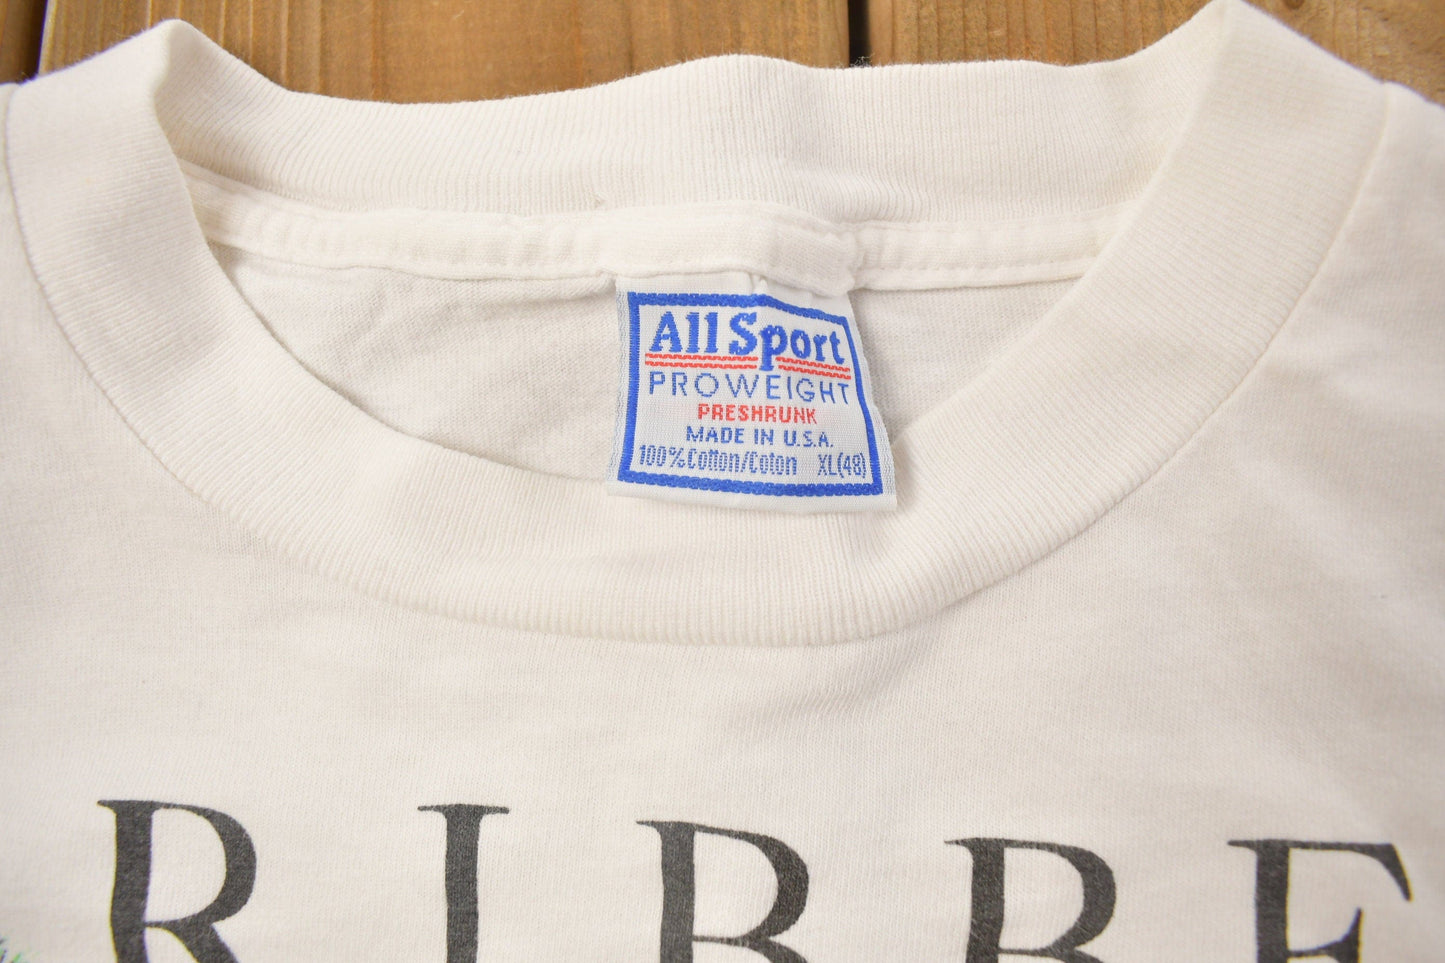 All Sport
PROWEIGHT
PRESHRUNK
MADE IN U.S.A.
100% Cotton/Coton XL(48)
RIBBE